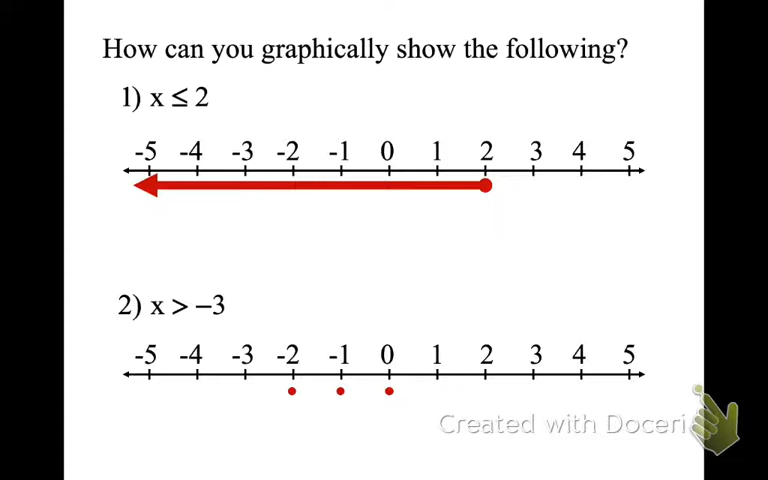 How can you graphically show the following?
1) x ≤ 2
-5 -4 -3 -2 -1 0 1 2 3 4 5
2) x > −3
-5 -4 -3 -2 -1 0 1 2 3 4 5
Created with Doceri